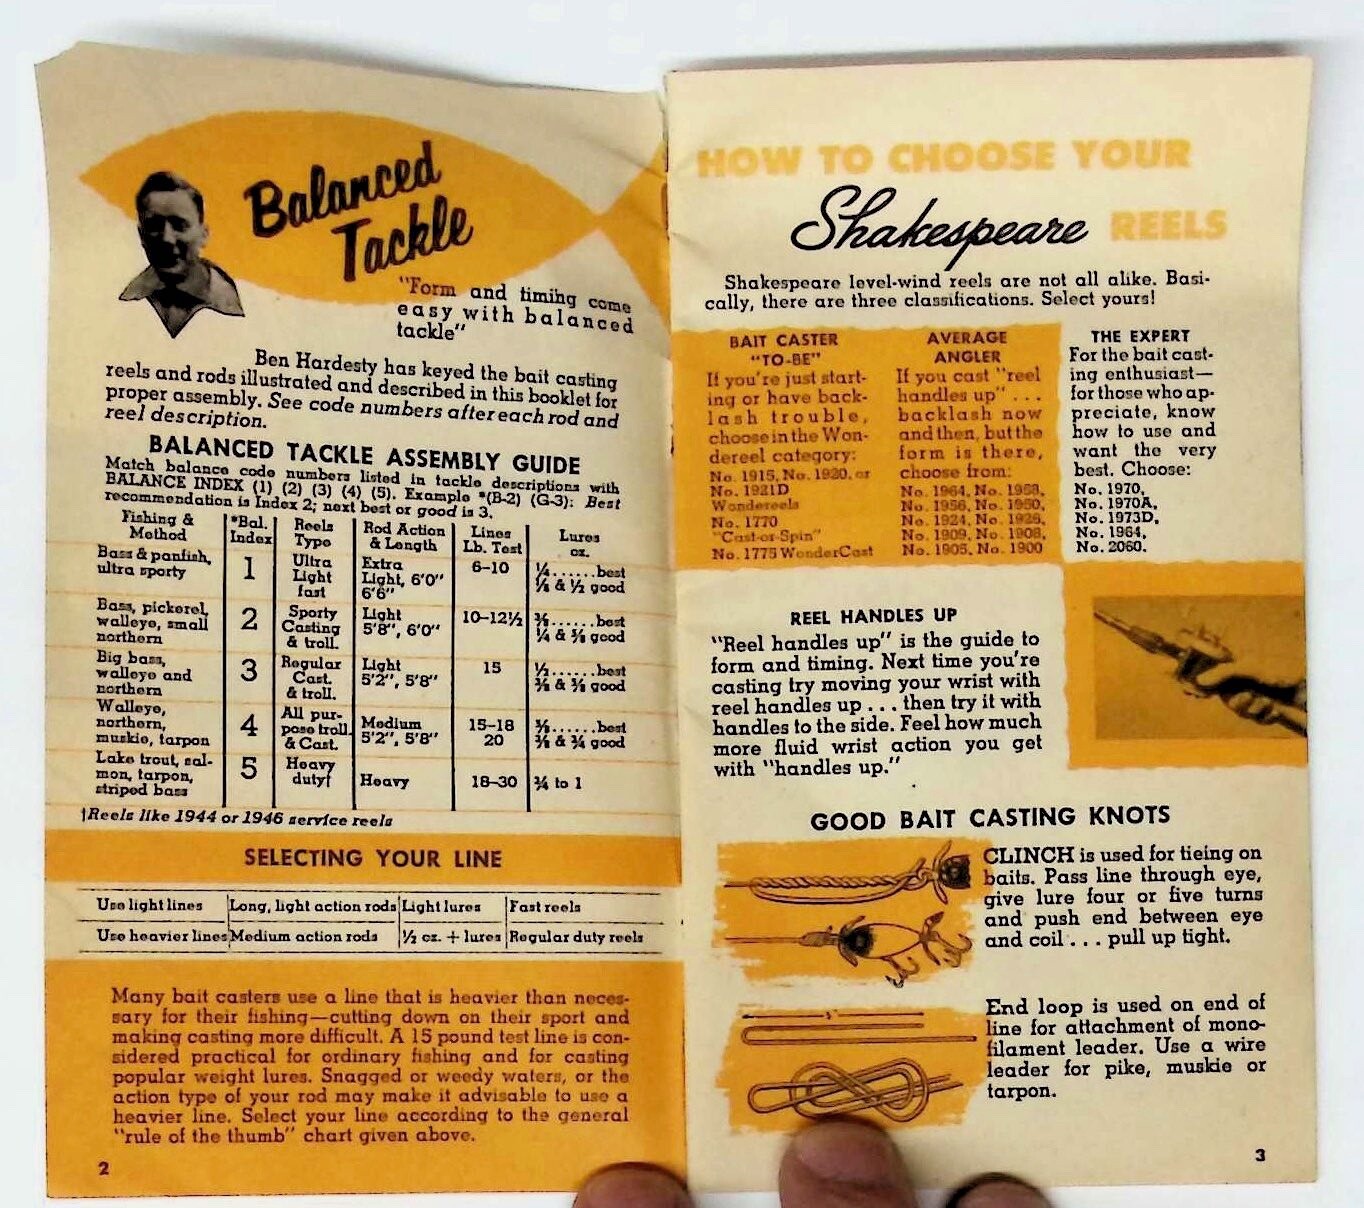 Balanced
Tackle
"Form and timing come
easy with balanced
tackle"
Ben Hardesty has keyed the bait casting
reels and rods illustrated and described in this booklet for
proper assembly. See code numbers after each rod and
reel description.
BALANCED TACKLE ASSEMBLY GUIDE
Match balance code numbers listed in tackle descriptions with
BALANCE INDEX (1) (2) (3) (4) (5). Example *(B-2) (G-3): Best
recommendation is Index 2; next best or good is 3.
Fishing & Method | *Bal. Index | Reels Type | Rod Action & Length | Lines Lb. Test | Lures oz.
Bass & panfish, ultra sporty | 1 | Ultra Light fast | Extra Light, 6'0" 6'6" | 6-10 | ¼......best ⅛ & ½ good
Bass, pickerel, walleye, small northern | 2 | Sporty Casting & troll. | Light 5'8", 6'0" | 10-12½ | ⅜......best ¼ & ⅝ good
Big bass, walleye and northern | 3 | Regular Cast. & troll. | Light 5'2", 5'8" | 15 | ½......best ⅜ & ⅝ good
Walleye, northern, muskie, tarpon | 4 | All purpose troll. & Cast. | Medium 5'2", 5'8" | 15-18 20 | ⅝......best ⅜ & ¾ good
Lake trout, salmon, tarpon, striped bass | 5 | Heavy duty† | Heavy | 18-30 | ¾ to 1
†Reels like 1944 or 1946 service reels
SELECTING YOUR LINE
Use light lines | Long, light action rods | Light lures | Fast reels
Use heavier lines | Medium action rods | ½ oz. + lures | Regular duty reels
Many bait casters use a line that is heavier than neces-
sary for their fishing—cutting down on their sport and
making casting more difficult. A 15 pound test line is con-
sidered practical for ordinary fishing and for casting
popular weight lures. Snagged or weedy waters, or the
action type of your rod may make it advisable to use a
heavier line. Select your line according to the general
"rule of the thumb" chart given above.
2
HOW TO CHOOSE YOUR
Shakespeare REELS
Shakespeare level-wind reels are not all alike. Basi-
cally, there are three classifications. Select yours!
BAIT CASTER
"TO-BE"
If you're just start-
ing or have back-
lash trouble,
choose in the Won-
dereel category:
No. 1915, No. 1920, or
No. 1921D
Wondereels
No. 1770
"Cast-or-Spin"
No. 1775 WonderCast
AVERAGE
ANGLER
If you cast "reel
handles up" ...
backlash now
and then, but the
form is there,
choose from:
No. 1964, No. 1958,
No. 1956, No. 1950,
No. 1924, No. 1926,
No. 1909, No. 1908,
No. 1905, No. 1900
THE EXPERT
For the bait cast-
ing enthusiast—
for those who ap-
preciate, know
how to use and
want the very
best. Choose:
No. 1970,
No. 1970A,
No. 1973D,
No. 1964,
No. 2060.
REEL HANDLES UP
"Reel handles up" is the guide to
form and timing. Next time you're
casting try moving your wrist with
reel handles up . . . then try it with
handles to the side. Feel how much
more fluid wrist action you get
with "handles up."
GOOD BAIT CASTING KNOTS
CLINCH is used for tieing on
baits. Pass line through eye,
give lure four or five turns
and push end between eye
and coil . . . pull up tight.
End loop is used on end of
line for attachment of mono-
filament leader. Use a wire
leader for pike, muskie or
tarpon.
3